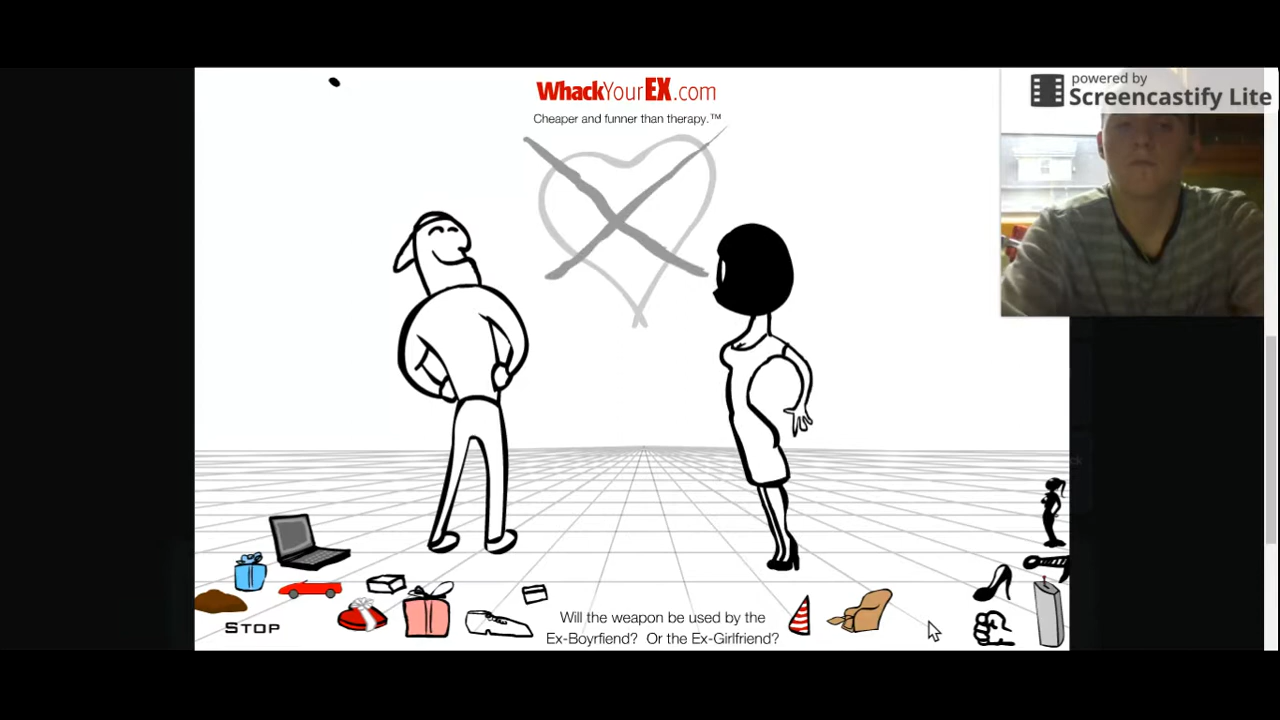 WhackYourEX.com
Cheaper and funner than therapy.™
powered by
Screencastify Lite
STOP
Will the weapon be used by the
Ex-Boyrfiend? Or the Ex-Girlfriend?